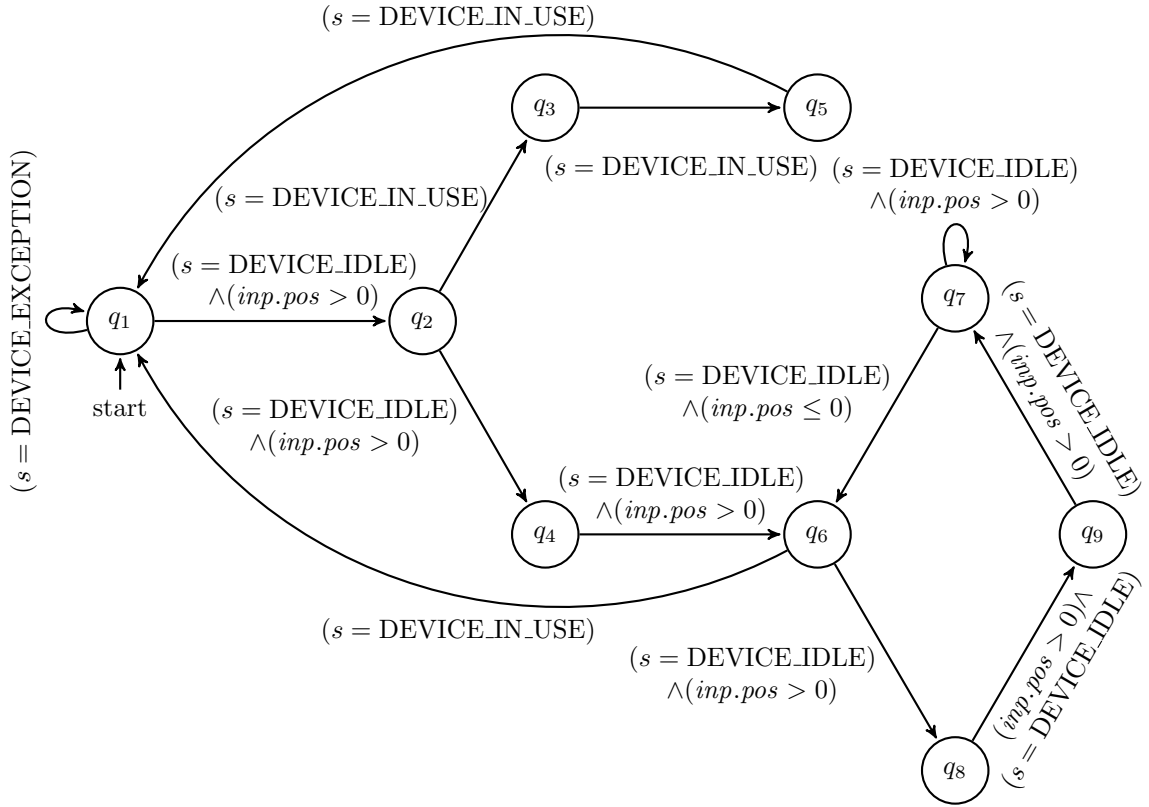 (s = DEVICE_IN_USE)
q3
q5
(s = DEVICE_IN_USE)
(s = DEVICE_IDLE)
∧(inp.pos > 0)
(s = DEVICE_IN_USE)
(s = DEVICE_EXCEPTION)
(s = DEVICE_IDLE)
∧(inp.pos > 0)
q1
q2
q7
start
(s = DEVICE_IDLE)
∧(inp.pos > 0)
(s = DEVICE_IDLE)
∧(inp.pos ≤ 0)
(s = DEVICE_IDLE)
∧(inp.pos > 0)
(s = DEVICE_IDLE)
∧(inp.pos > 0)
q4
q6
q9
(s = DEVICE_IN_USE)
(s = DEVICE_IDLE)
∧(inp.pos > 0)
(inp.pos > 0)∧
(s = DEVICE_IDLE)
q8